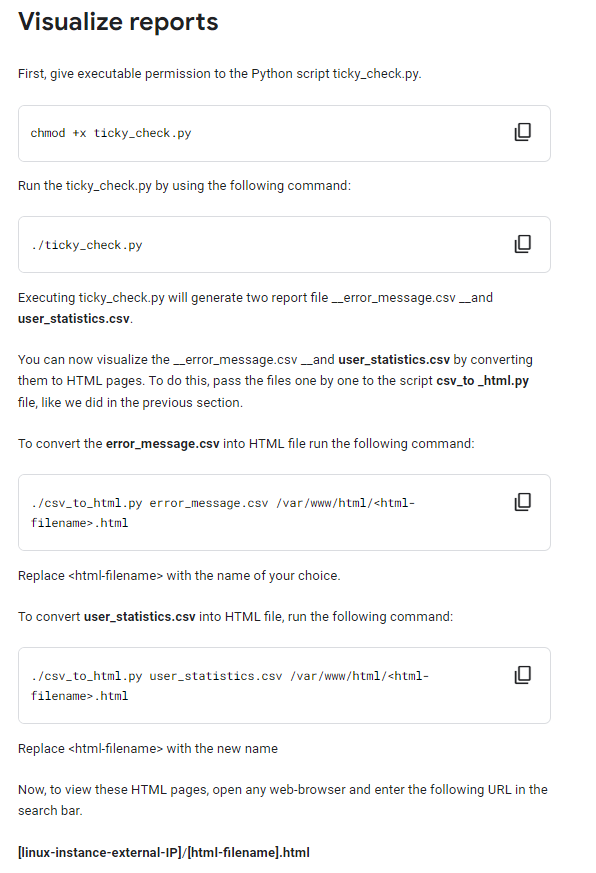 Visualize reports
First, give executable permission to the Python script ticky_check.py.
chmod +x ticky_check.py
Run the ticky_check.py by using the following command:
./ticky_check.py
Executing ticky_check.py will generate two report file __error_message.csv __and
user_statistics.csv.
You can now visualize the __error_message.csv __and user_statistics.csv by converting
them to HTML pages. To do this, pass the files one by one to the script csv_to _html.py
file, like we did in the previous section.
To convert the error_message.csv into HTML file run the following command:
./csv_to_html.py error_message.csv /var/www/html/<html-
filename>.html
Replace <html-filename> with the name of your choice.
To convert user_statistics.csv into HTML file, run the following command:
./csv_to_html.py user_statistics.csv /var/www/html/<html-
filename>.html
Replace <html-filename> with the new name
Now, to view these HTML pages, open any web-browser and enter the following URL in the
search bar.
[linux-instance-external-IP]/[html-filename].html